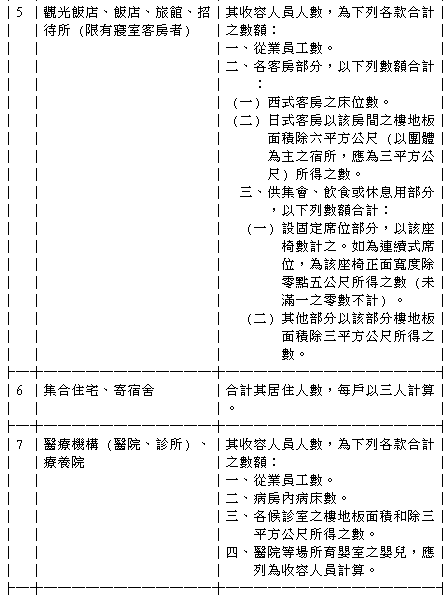 5 觀光飯店、飯店、旅館、招 其收容人員人數，為下列各款合計
待所（限有寢室客房者） 之數額：
一、從業員工數。
二、各客房部分，以下列數額合計
：
（一）西式客房之床位數。
（二）日式客房以該房間之樓地板
面積除六平方公尺（以團體
為主之宿所，應為三平方公
尺）所得之數。
三、供集會、飲食或休息用部分
，以下列數額合計：
（一）設固定席位部分，以該座
椅數計之。如為連續式席
位，為該座椅正面寬度除
零點五公尺所得之數（未
滿一之零數不計）。
（二）其他部分以該部分樓地板
面積除三平方公尺所得之
數。
6 集合住宅、寄宿舍 合計其居住人數，每戶以三人計算
。
7 醫療機構（醫院、診所）、 其收容人員人數，為下列各款合計
療養院 之數額：
一、從業員工數。
二、病房內病床數。
三、各候診室之樓地板面積和除三
平方公尺所得之數。
四、醫院等場所育嬰室之嬰兒，應
列為收容人員計算。